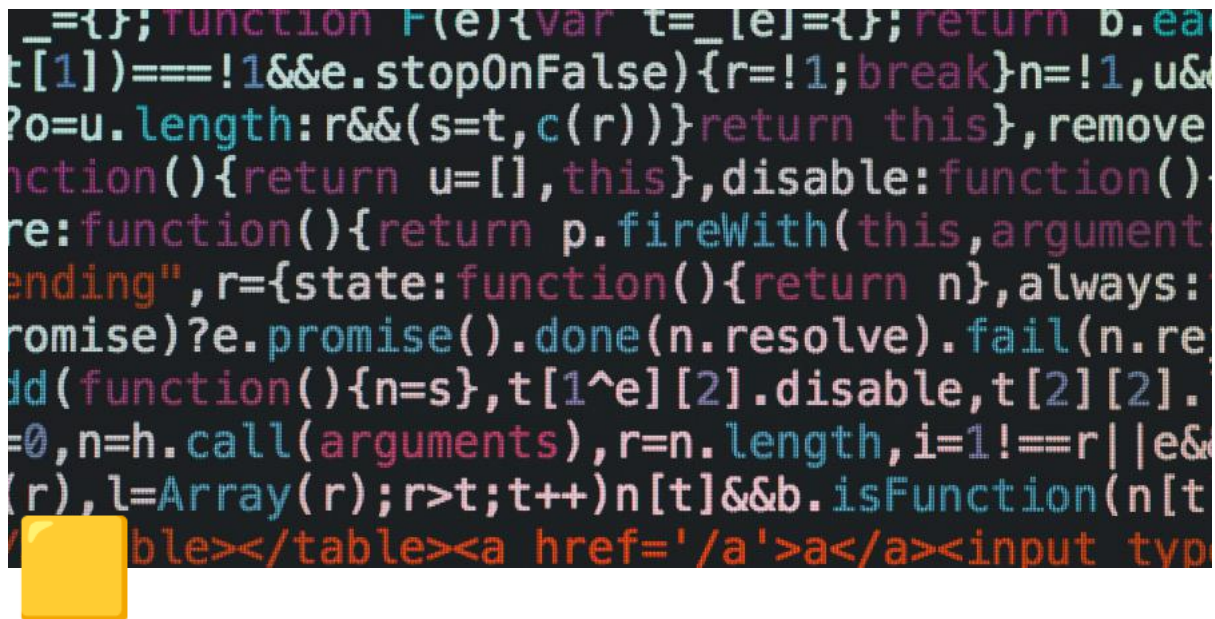 _={};function F(e){var t=_[e]={};return b.ea
t[1])===!1&&e.stopOnFalse){r=!1;break}n=!1,u&
?o=u.length:r&&(s=t,c(r))}return this},remove
nction(){return u=[],this},disable:function()
re:function(){return p.fireWith(this,argument
ending",r={state:function(){return n},always:
romise)?e.promise().done(n.resolve).fail(n.re
dd(function(){n=s},t[1^e][2].disable,t[2][2].
=0,n=h.call(arguments),r=n.length,i=1!==r||e&
(r),l=Array(r);r>t;t++)n[t]&&b.isFunction(n[t
ble></table><a href='/a'>a</a><input typ